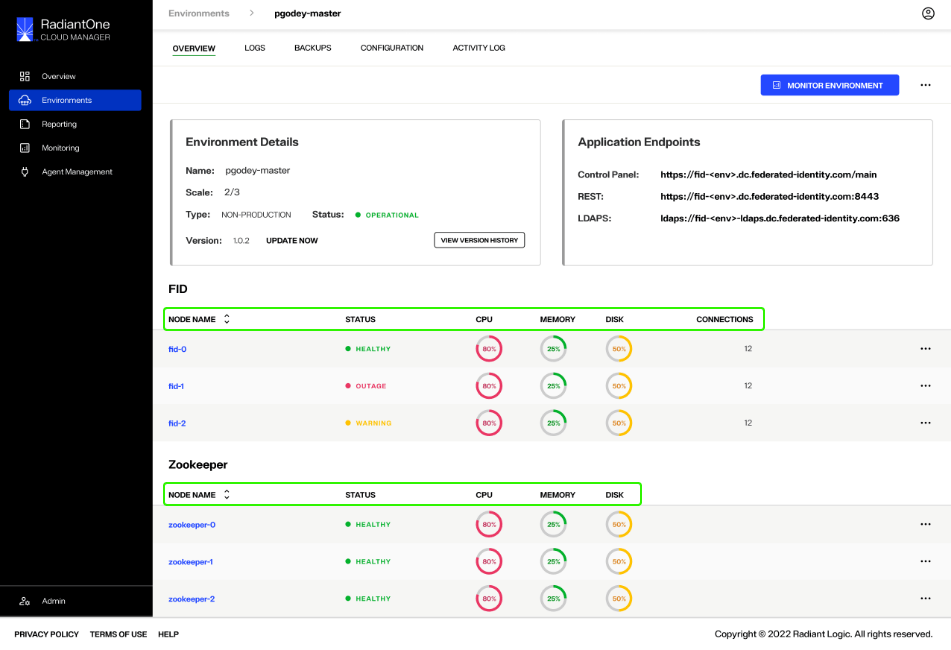 RadiantOne
CLOUD MANAGER
Overview
Environments
Reporting
Monitoring
Agent Management
Admin
Environments > pgodey-master
OVERVIEW LOGS BACKUPS CONFIGURATION ACTIVITY LOG
MONITOR ENVIRONMENT
Environment Details
Name: pgodey-master
Scale: 2/3
Type: NON-PRODUCTION Status: OPERATIONAL
Version: 1.0.2 UPDATE NOW VIEW VERSION HISTORY
Application Endpoints
Control Panel: https://fid-<env>.dc.federated-identity.com/main
REST: https://fid-<env>.dc.federated-identity.com:8443
LDAPS: ldaps://fid-<env>-ldaps.dc.federated-identity.com:636
FID
NODE NAME STATUS CPU MEMORY DISK CONNECTIONS
fid-0 HEALTHY 80% 25% 50% 12
fid-1 OUTAGE 80% 25% 50% 12
fid-2 WARNING 80% 25% 50% 12
Zookeeper
NODE NAME STATUS CPU MEMORY DISK
zookeeper-0 HEALTHY 80% 25% 50%
zookeeper-1 HEALTHY 80% 25% 50%
zookeeper-2 HEALTHY 80% 25% 50%
PRIVACY POLICY TERMS OF USE HELP
Copyright © 2022 Radiant Logic. All rights reserved.